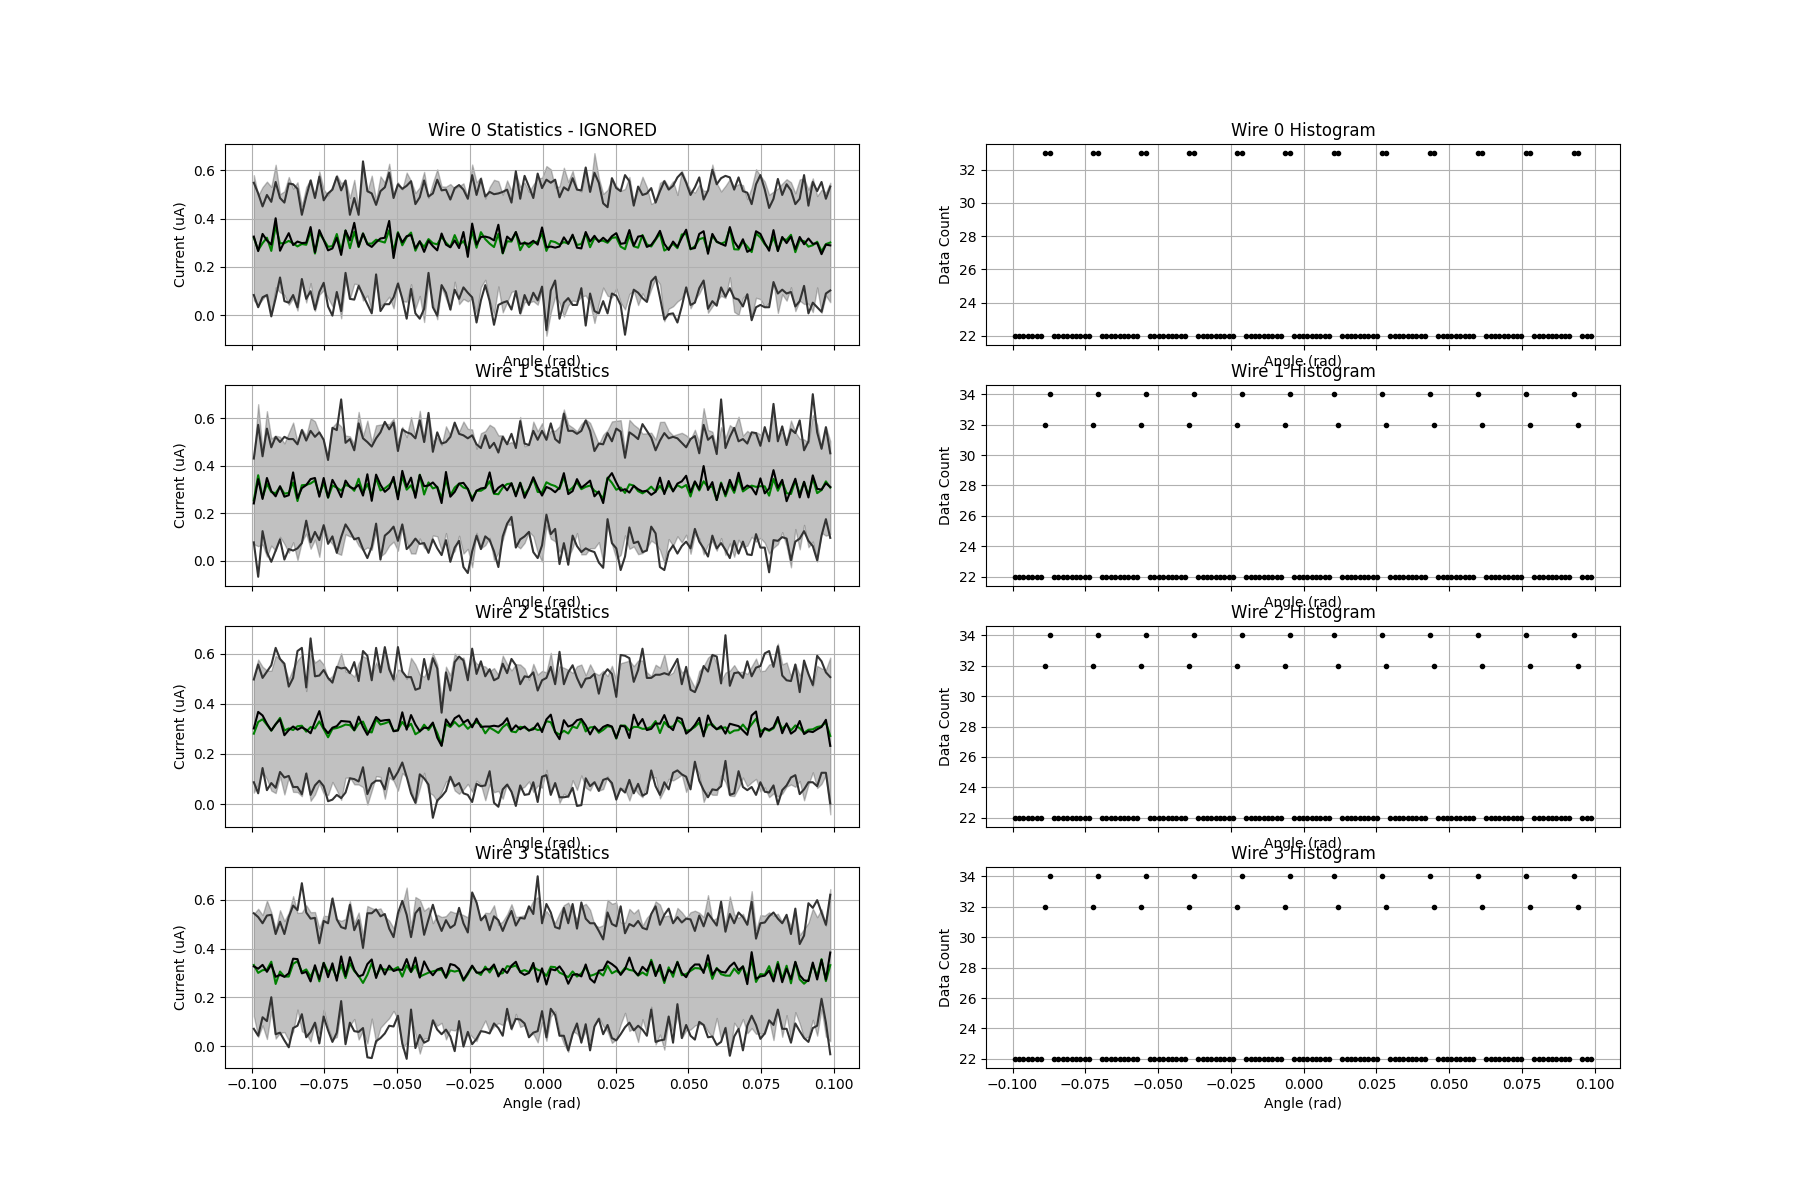 Wire 0 Statistics - IGNORED
Current (uA)
0.6
0.4
0.2
0.0
Angle (rad)
Wire 0 Histogram
Data Count
32
30
28
26
24
22
Angle (rad)
Wire 1 Statistics
Current (uA)
0.6
0.4
0.2
0.0
Angle (rad)
Wire 1 Histogram
Data Count
34
32
30
28
26
24
22
Angle (rad)
Wire 2 Statistics
Current (uA)
0.6
0.4
0.2
0.0
Angle (rad)
Wire 2 Histogram
Data Count
34
32
30
28
26
24
22
Angle (rad)
Wire 3 Statistics
Current (uA)
0.6
0.4
0.2
0.0
−0.100 −0.075 −0.050 −0.025 0.000 0.025 0.050 0.075 0.100
Angle (rad)
Wire 3 Histogram
Data Count
34
32
30
28
26
24
22
−0.100 −0.075 −0.050 −0.025 0.000 0.025 0.050 0.075 0.100
Angle (rad)